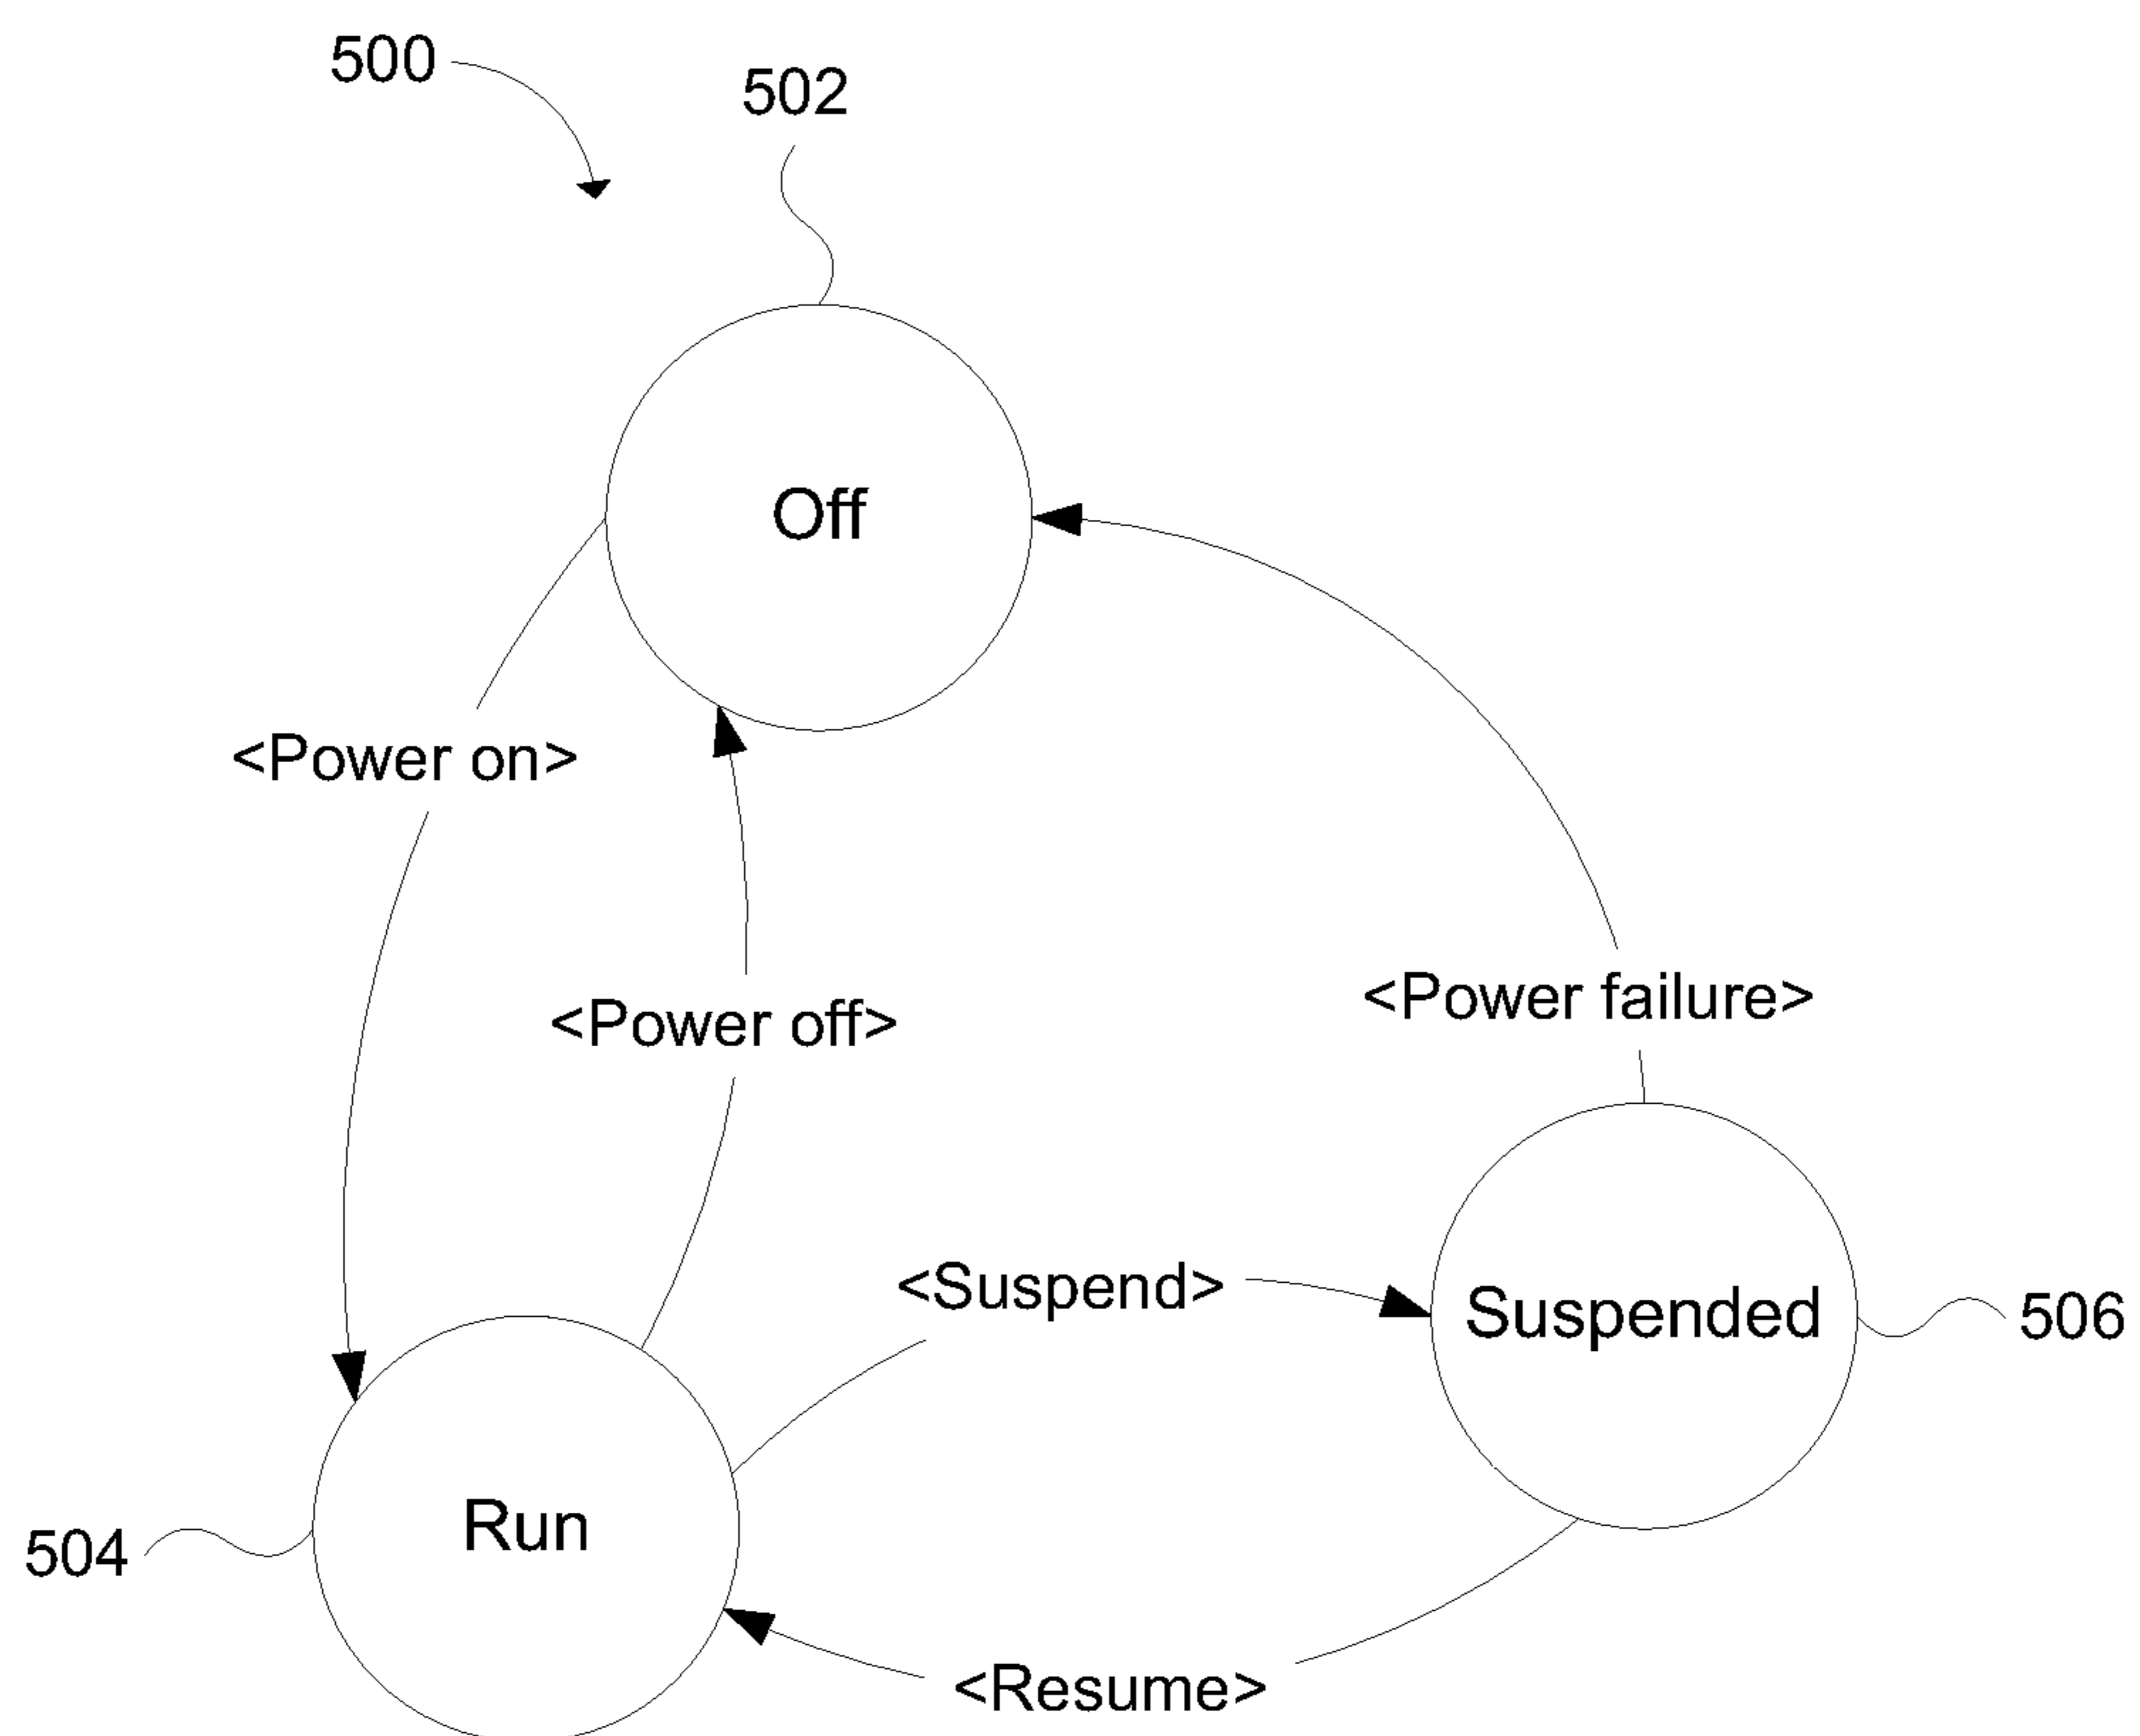 500
502
Off
<Power on>
<Power off>
<Power failure>
<Suspend>
Suspended
506
Run
504
<Resume>